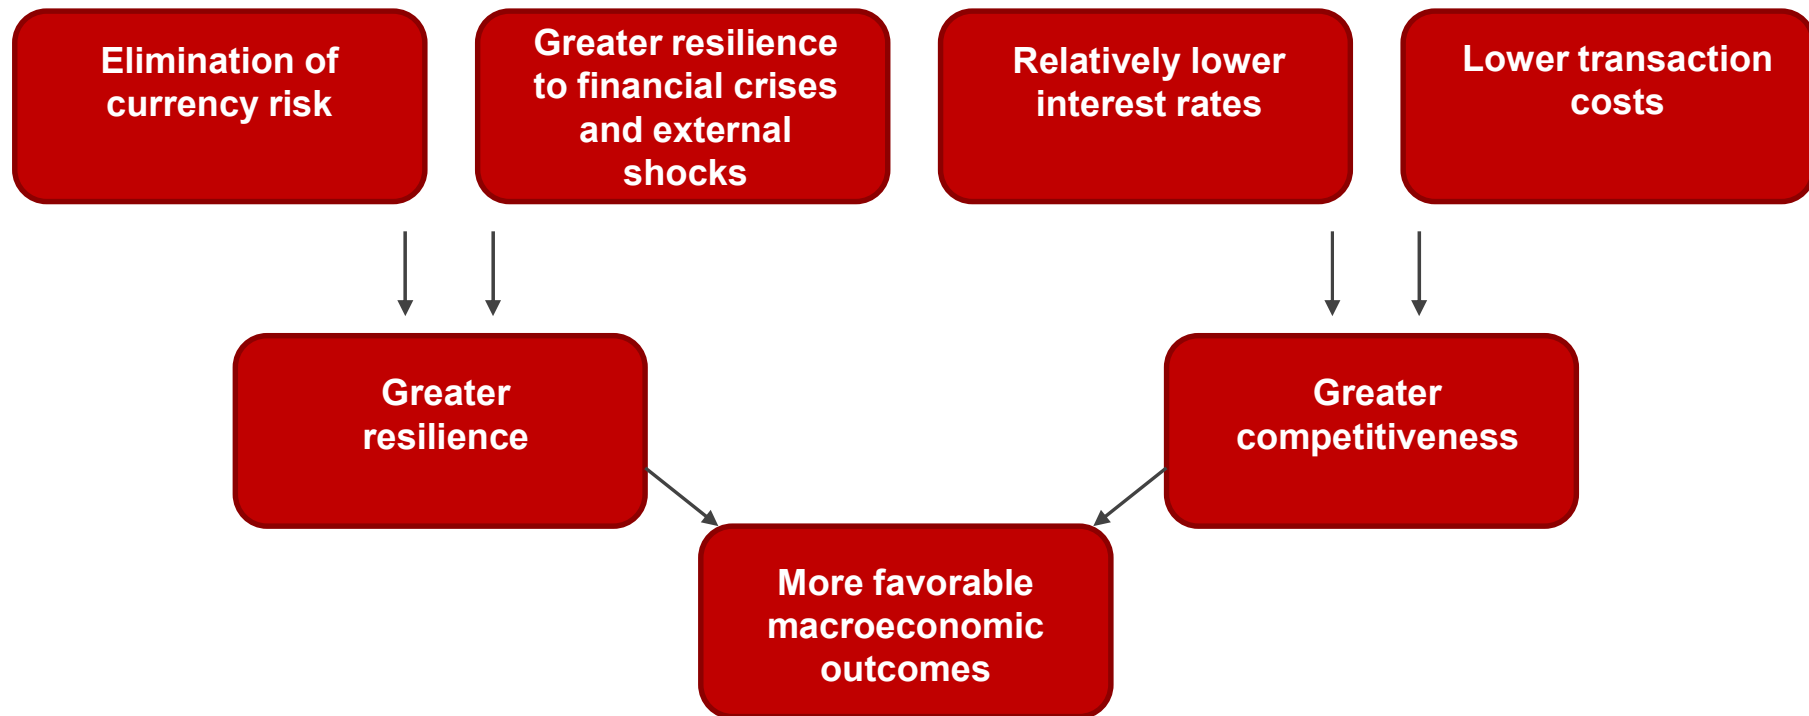 Elimination of
currency risk
Greater resilience
to financial crises
and external
shocks
Relatively lower
interest rates
Lower transaction
costs
Greater
resilience
Greater
competitiveness
More favorable
macroeconomic
outcomes